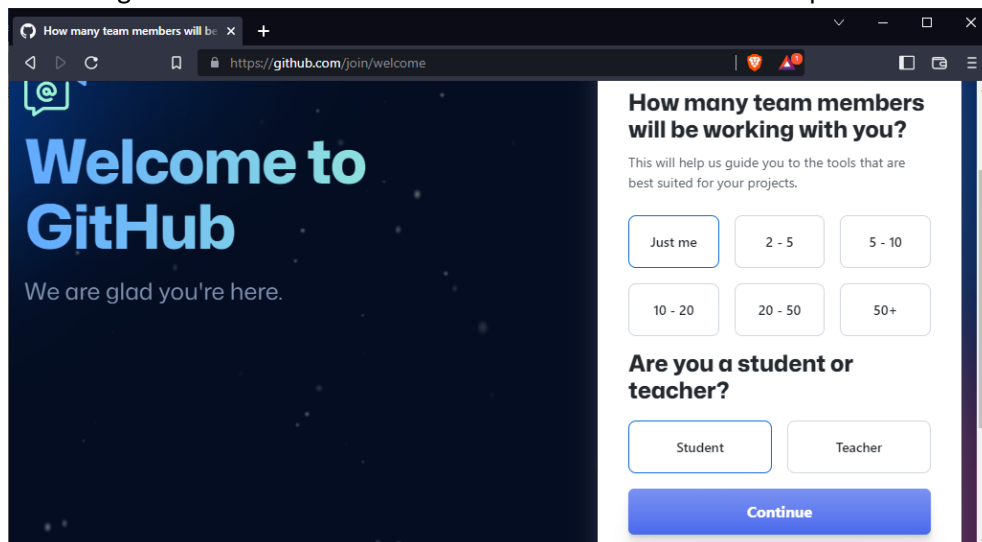 How many team members will be
https://github.com/join/welcome
Welcome to
GitHub
We are glad you're here.
How many team members
will be working with you?
This will help us guide you to the tools that are
best suited for your projects.
Just me
2 - 5
5 - 10
10 - 20
20 - 50
50+
Are you a student or
teacher?
Student
Teacher
Continue